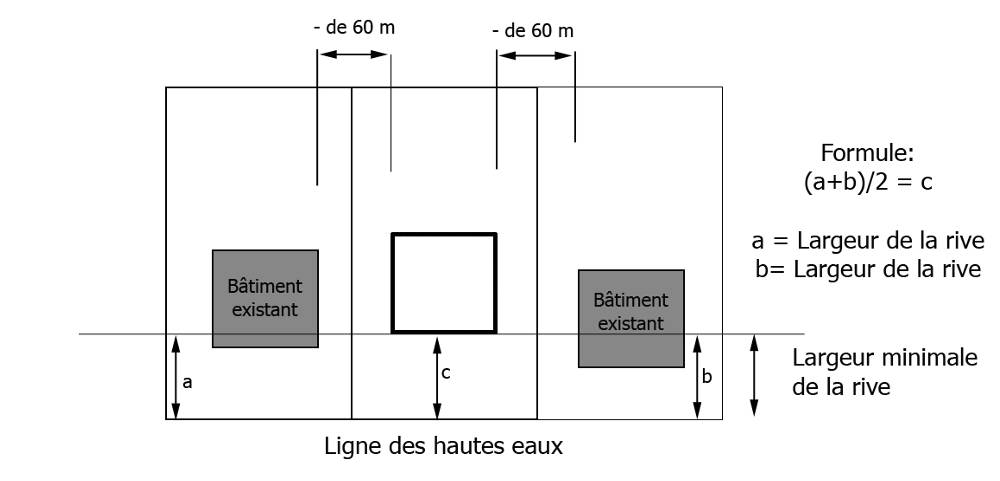 - de 60 m
- de 60 m
Formule:
(a+b)/2 = c
a = Largeur de la rive
b= Largeur de la rive
Bâtiment
existant
Bâtiment
existant
Largeur minimale
de la rive
a
c
b
Ligne des hautes eaux